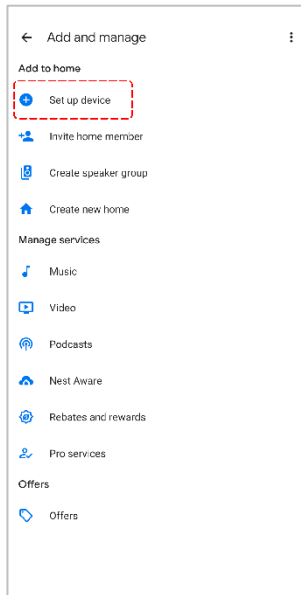 Add and manage
Add to home
Set up device
Invite home member
Create speaker group
Create new home
Manage services
Music
Video
Podcasts
Nest Aware
Rebates and rewards
Pro services
Offers
Offers